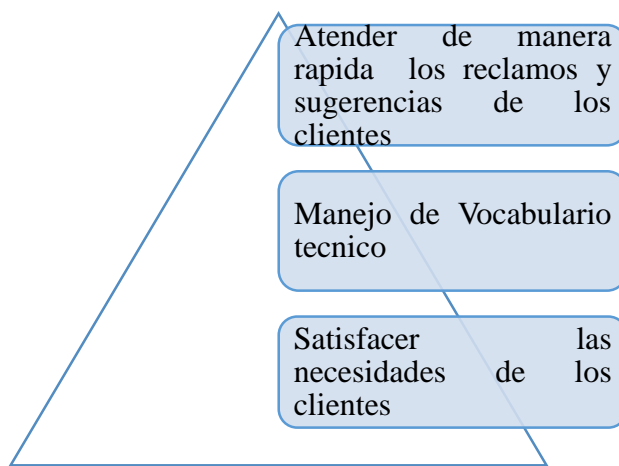 Atender de manera
rapida los reclamos y
sugerencias de los
clientes
Manejo de Vocabulario
tecnico
Satisfacer las
necesidades de los
clientes